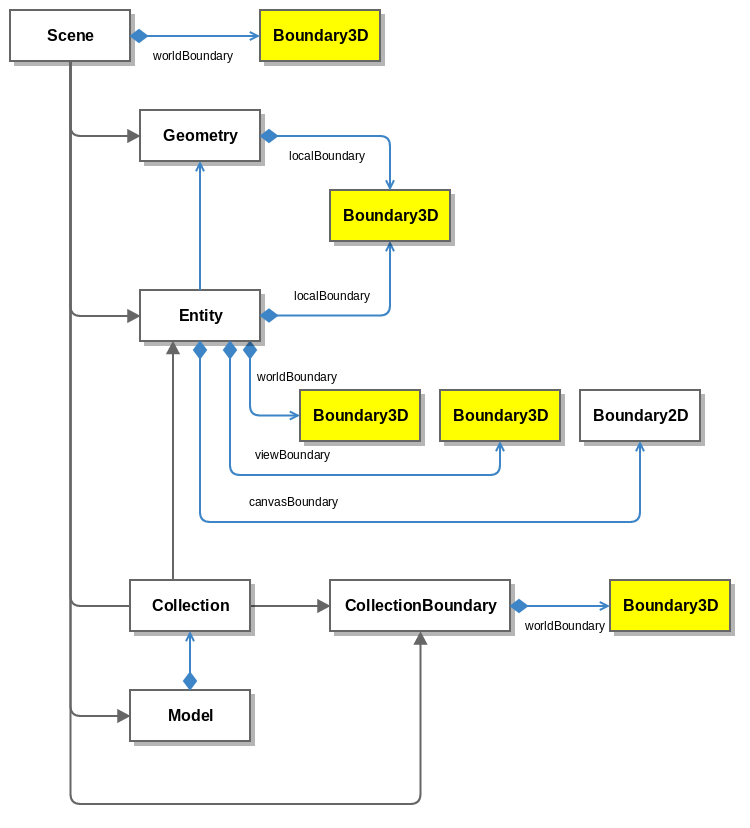 Scene
Boundary3D
worldBoundary
Geometry
localBoundary
Boundary3D
localBoundary
Entity
worldBoundary
Boundary3D
Boundary3D
Boundary2D
viewBoundary
canvasBoundary
Collection
CollectionBoundary
Boundary3D
worldBoundary
Model